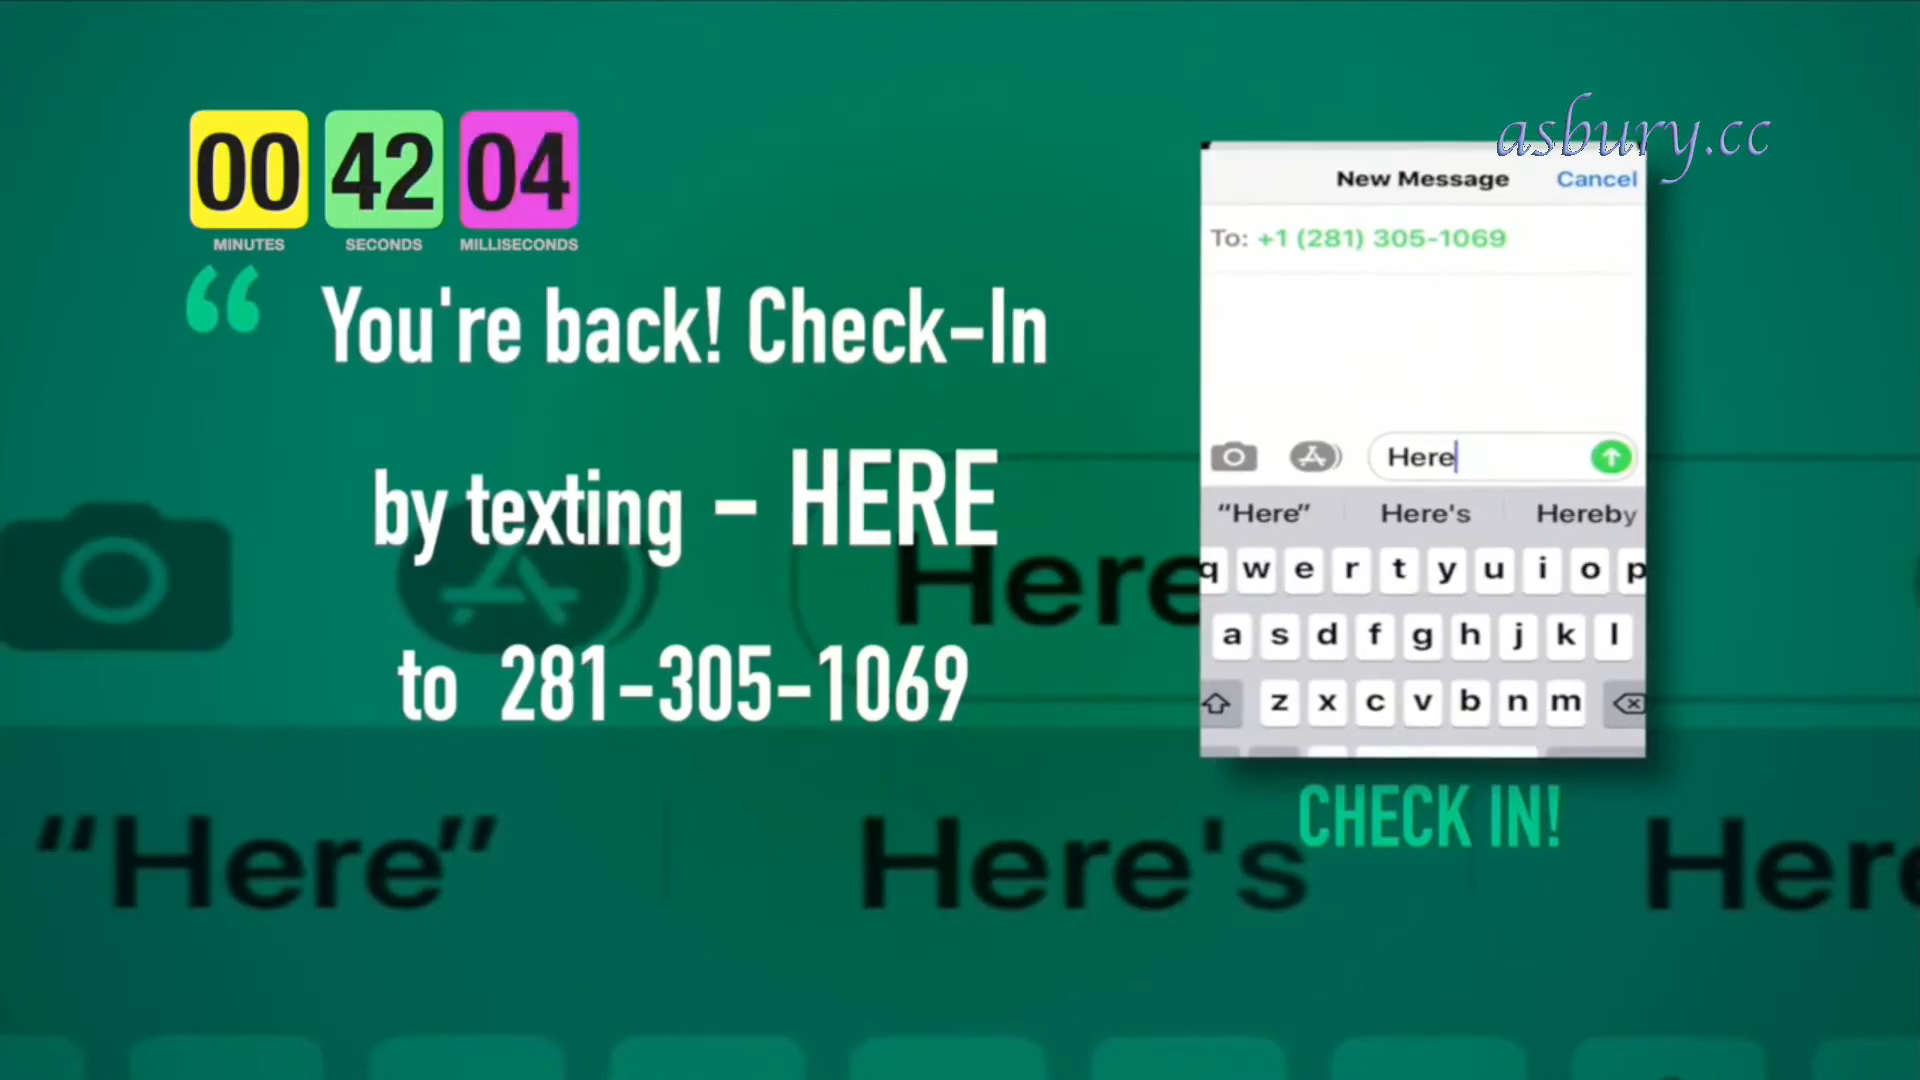 asbury.cc
00 42 04
MINUTES SECONDS MILLISECONDS
“ You're back! Check-In
by texting - HERE
to 281-305-1069
New Message Cancel
To: +1 (281) 305-1069
Here
“Here” Here's Hereby
q w e r t y u i o p
a s d f g h j k l
z x c v b n m
CHECK IN!
Here
“Here” Here's Here